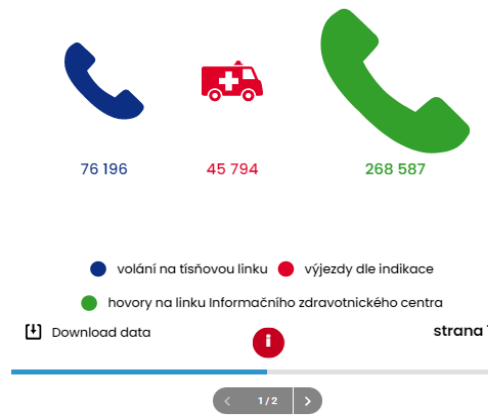 76 196 45 794 268 587
volání na tísňovou linku výjezdy dle indikace
hovory na linku Informačního zdravotnického centra
Download data i strana
1/2